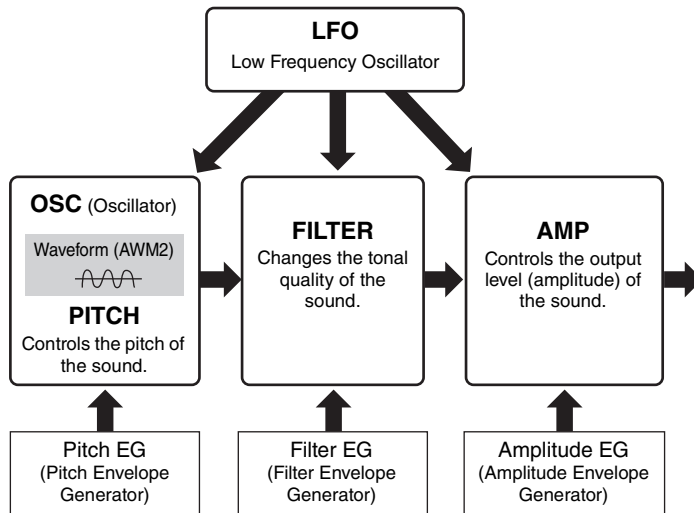 LFO
Low Frequency Oscillator
OSC (Oscillator)
Waveform (AWM2)
PITCH
Controls the pitch of
the sound.
FILTER
Changes the tonal
quality of the
sound.
AMP
Controls the output
level (amplitude) of
the sound.
Pitch EG
(Pitch Envelope
Generator)
Filter EG
(Filter Envelope
Generator)
Amplitude EG
(Amplitude Envelope
Generator)